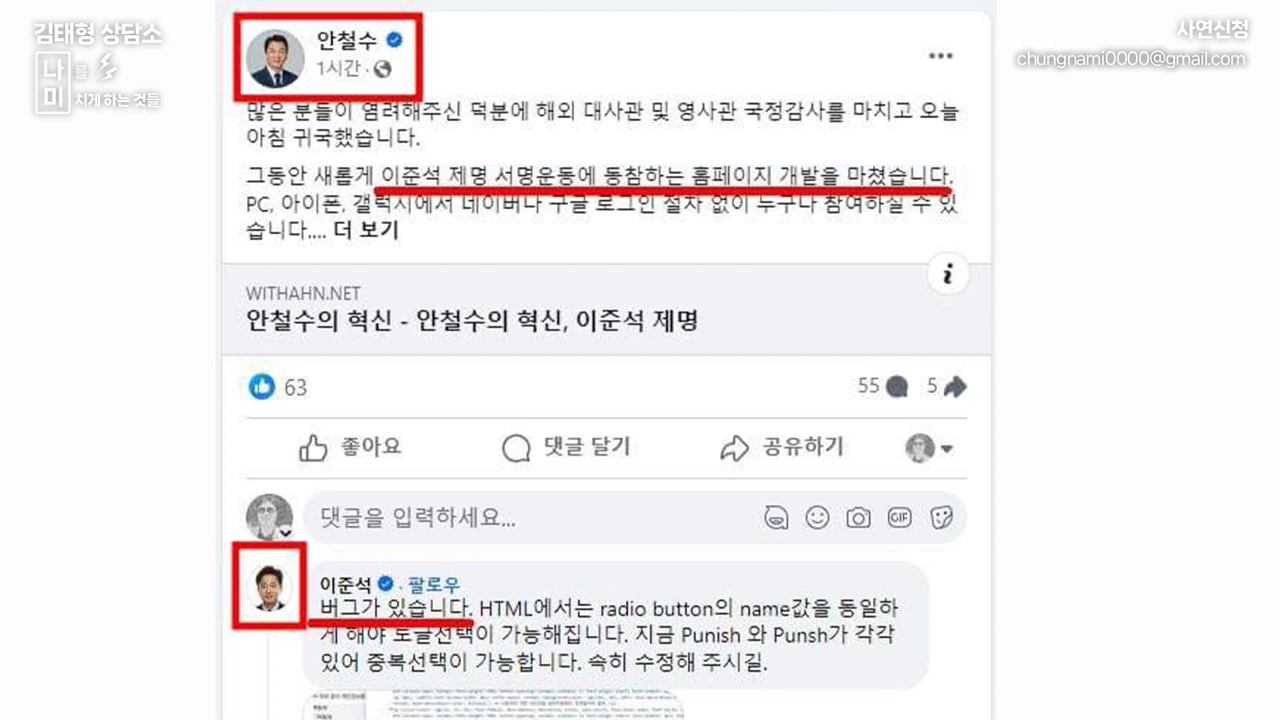 김태형 상담소
나를
미치게 하는 것들
사연신청
chungnami0000@gmail.com
안철수
1시간 ·
많은 분들이 염려해주신 덕분에 해외 대사관 및 영사관 국정감사를 마치고 오늘
아침 귀국했습니다.
그동안 새롭게 이준석 제명 서명운동에 동참하는 홈페이지 개발을 마쳤습니다.
PC, 아이폰, 갤럭시에서 네이버나 구글 로그인 절차 없이 누구나 참여하실 수 있
습니다.... 더 보기
WITHAHN.NET
안철수의 혁신 - 안철수의 혁신, 이준석 제명
63
55 5
좋아요 댓글 달기 공유하기
댓글을 입력하세요...
GIF
이준석 · 팔로우
버그가 있습니다. HTML에서는 radio button의 name값을 동일하
게 해야 토글선택이 가능해집니다. 지금 Punish 와 Punsh가 각각
있어 중복선택이 가능합니다. 속히 수정해 주시길.